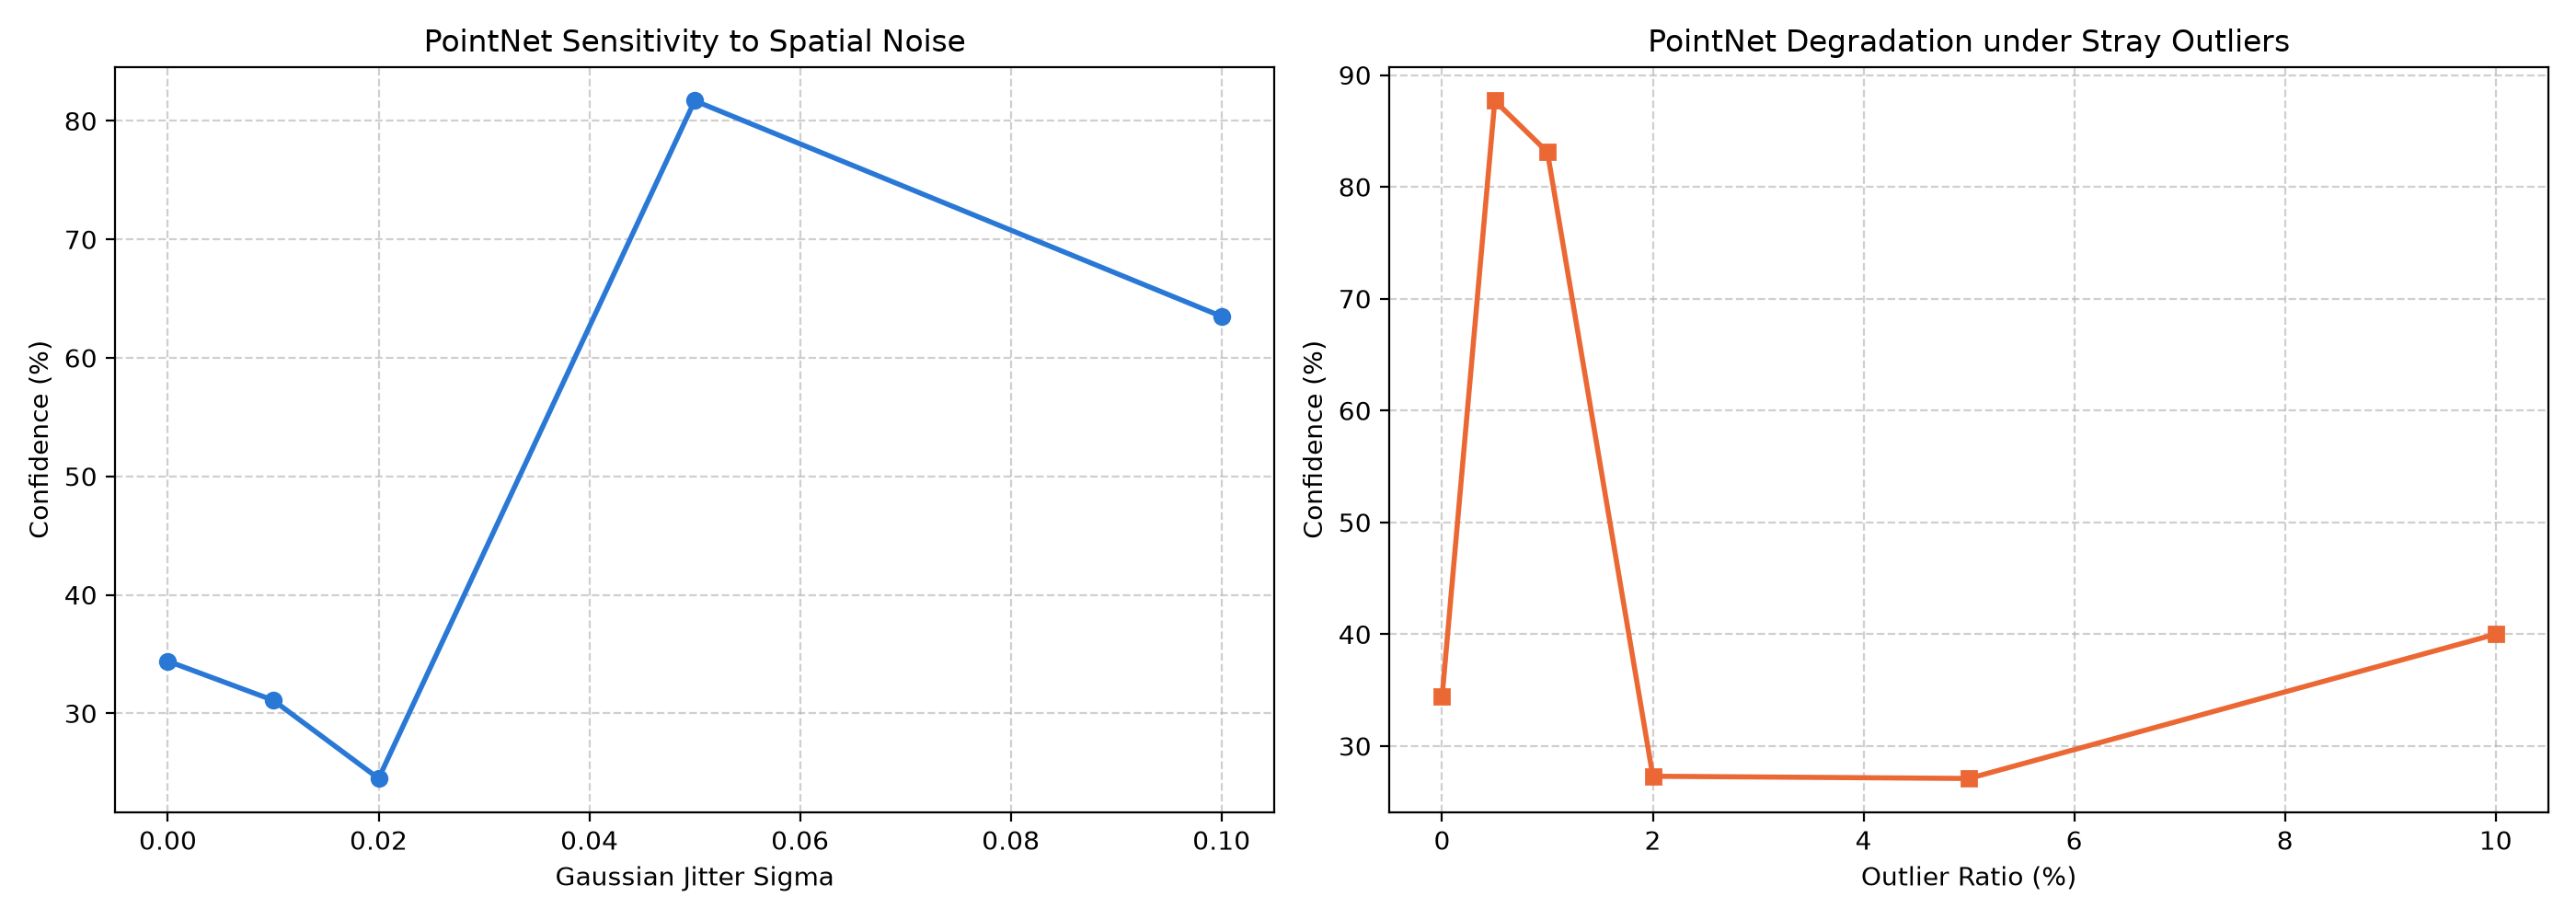 PointNet Sensitivity to Spatial Noise
Confidence (%)
80
70
60
50
40
30
0.00 0.02 0.04 0.06 0.08 0.10
Gaussian Jitter Sigma
PointNet Degradation under Stray Outliers
Confidence (%)
90
80
70
60
50
40
30
0 2 4 6 8 10
Outlier Ratio (%)